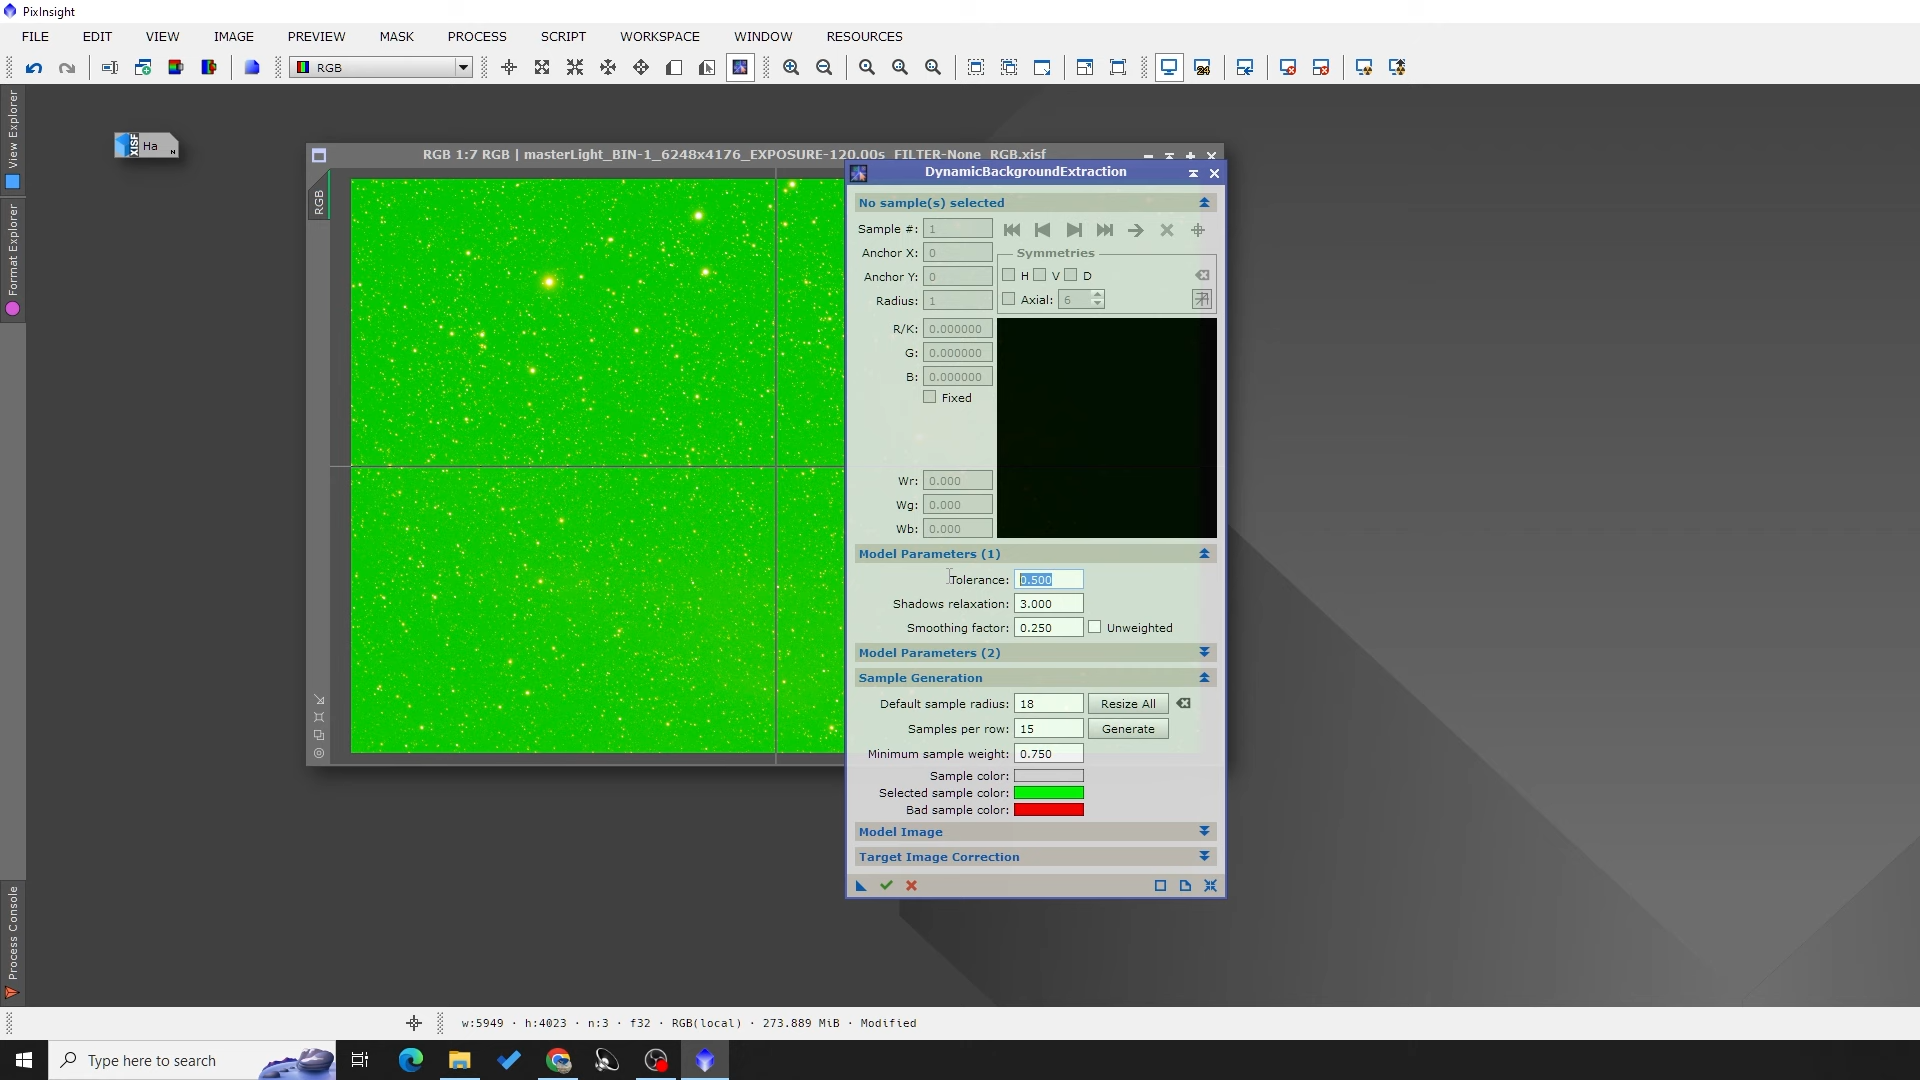 PixInsight
FILE EDIT VIEW IMAGE PREVIEW MASK PROCESS SCRIPT WORKSPACE WINDOW RESOURCES
RGB
24
View Explorer
Format Explorer
Process Console
XISF Ha N
RGB 1:7 RGB | masterLight_BIN-1_6248x4176_EXPOSURE-120.00s_FILTER-None_RGB.xisf
RGB
DynamicBackgroundExtraction
No sample(s) selected
Sample #: 1
Anchor X: 0
Symmetries
Anchor Y: 0
H V D
Radius: 1
Axial: 6
R/K: 0.000000
G: 0.000000
B: 0.000000
Fixed
Wr: 0.000
Wg: 0.000
Wb: 0.000
Model Parameters (1)
Tolerance: 0.500
Shadows relaxation: 3.000
Smoothing factor: 0.250 Unweighted
Model Parameters (2)
Sample Generation
Default sample radius: 18 Resize All
Samples per row: 15 Generate
Minimum sample weight: 0.750
Sample color:
Selected sample color:
Bad sample color:
Model Image
Target Image Correction
w:5949 · h:4023 · n:3 · f32 · RGB(local) · 273.889 MiB · Modified
Type here to search